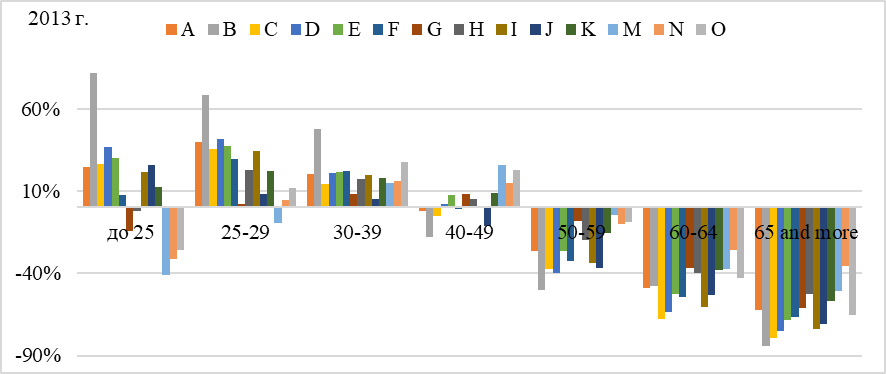 2013 г.
A B C D E F G H I J K M N O
60%
10%
до 25 25-29 30-39 40-49 50-59 60-64 65 and more
-40%
-90%